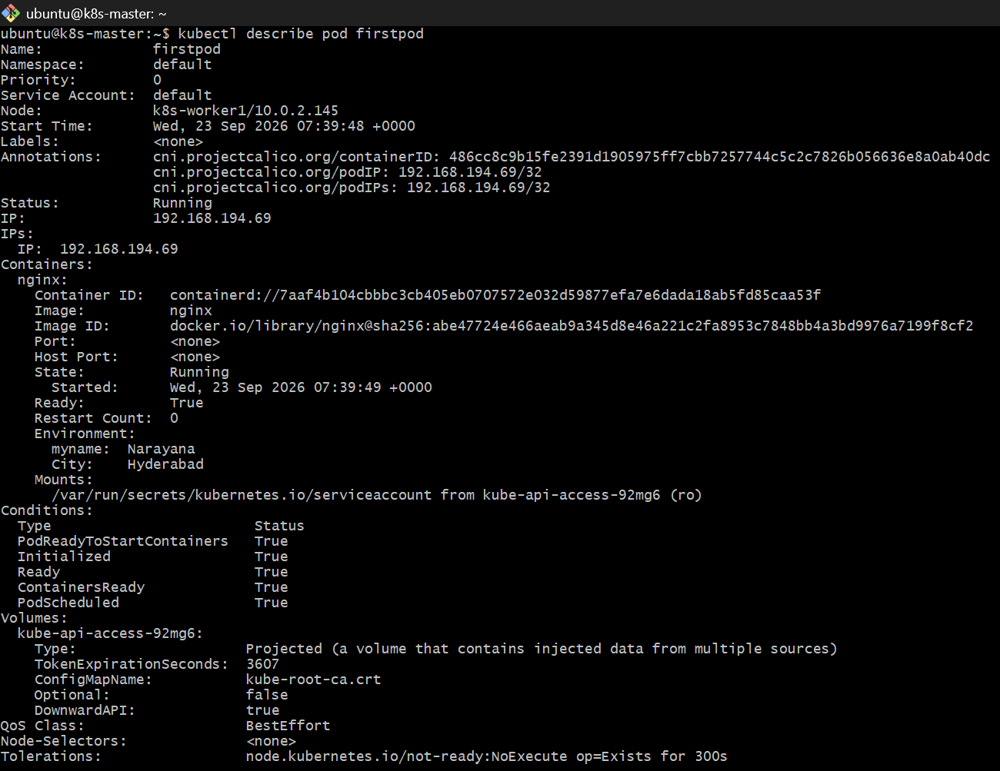 ubuntu@k8s-master: ~
ubuntu@k8s-master:~$ kubectl describe pod firstpod
Name:             firstpod
Namespace:        default
Priority:         0
Service Account:  default
Node:             k8s-worker1/10.0.2.145
Start Time:       Wed, 23 Sep 2026 07:39:48 +0000
Labels:           <none>
Annotations:      cni.projectcalico.org/containerID: 486cc8c9b15fe2391d1905975ff7cbb7257744c5c2c7826b056636e8a0ab40dc
                  cni.projectcalico.org/podIP: 192.168.194.69/32
                  cni.projectcalico.org/podIPs: 192.168.194.69/32
Status:           Running
IP:               192.168.194.69
IPs:
  IP:  192.168.194.69
Containers:
  nginx:
    Container ID:   containerd://7aaf4b104cbbbc3cb405eb0707572e032d59877efa7e6dada18ab5fd85caa53f
    Image:          nginx
    Image ID:       docker.io/library/nginx@sha256:abe47724e466aeab9a345d8e46a221c2fa8953c7848bb4a3bd9976a7199f8cf2
    Port:           <none>
    Host Port:      <none>
    State:          Running
      Started:      Wed, 23 Sep 2026 07:39:49 +0000
    Ready:          True
    Restart Count:  0
    Environment:
      myname:  Narayana
      City:    Hyderabad
    Mounts:
      /var/run/secrets/kubernetes.io/serviceaccount from kube-api-access-92mg6 (ro)
Conditions:
  Type                        Status
  PodReadyToStartContainers   True
  Initialized                 True
  Ready                       True
  ContainersReady             True
  PodScheduled                True
Volumes:
  kube-api-access-92mg6:
    Type:                    Projected (a volume that contains injected data from multiple sources)
    TokenExpirationSeconds:  3607
    ConfigMapName:           kube-root-ca.crt
    Optional:                false
    DownwardAPI:             true
QoS Class:                   BestEffort
Node-Selectors:              <none>
Tolerations:                 node.kubernetes.io/not-ready:NoExecute op=Exists for 300s